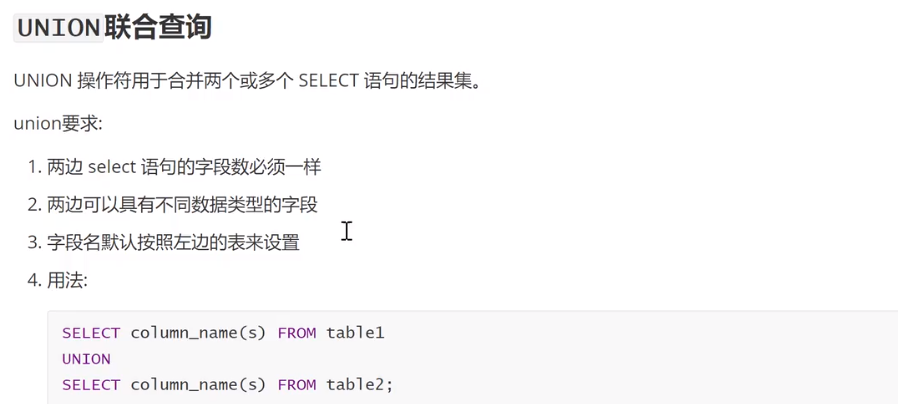 UNION联合查询
UNION 操作符用于合并两个或多个 SELECT 语句的结果集。
union要求:
1. 两边 select 语句的字段数必须一样
2. 两边可以具有不同数据类型的字段
3. 字段名默认按照左边的表来设置
4. 用法:
SELECT column_name(s) FROM table1
UNION
SELECT column_name(s) FROM table2;